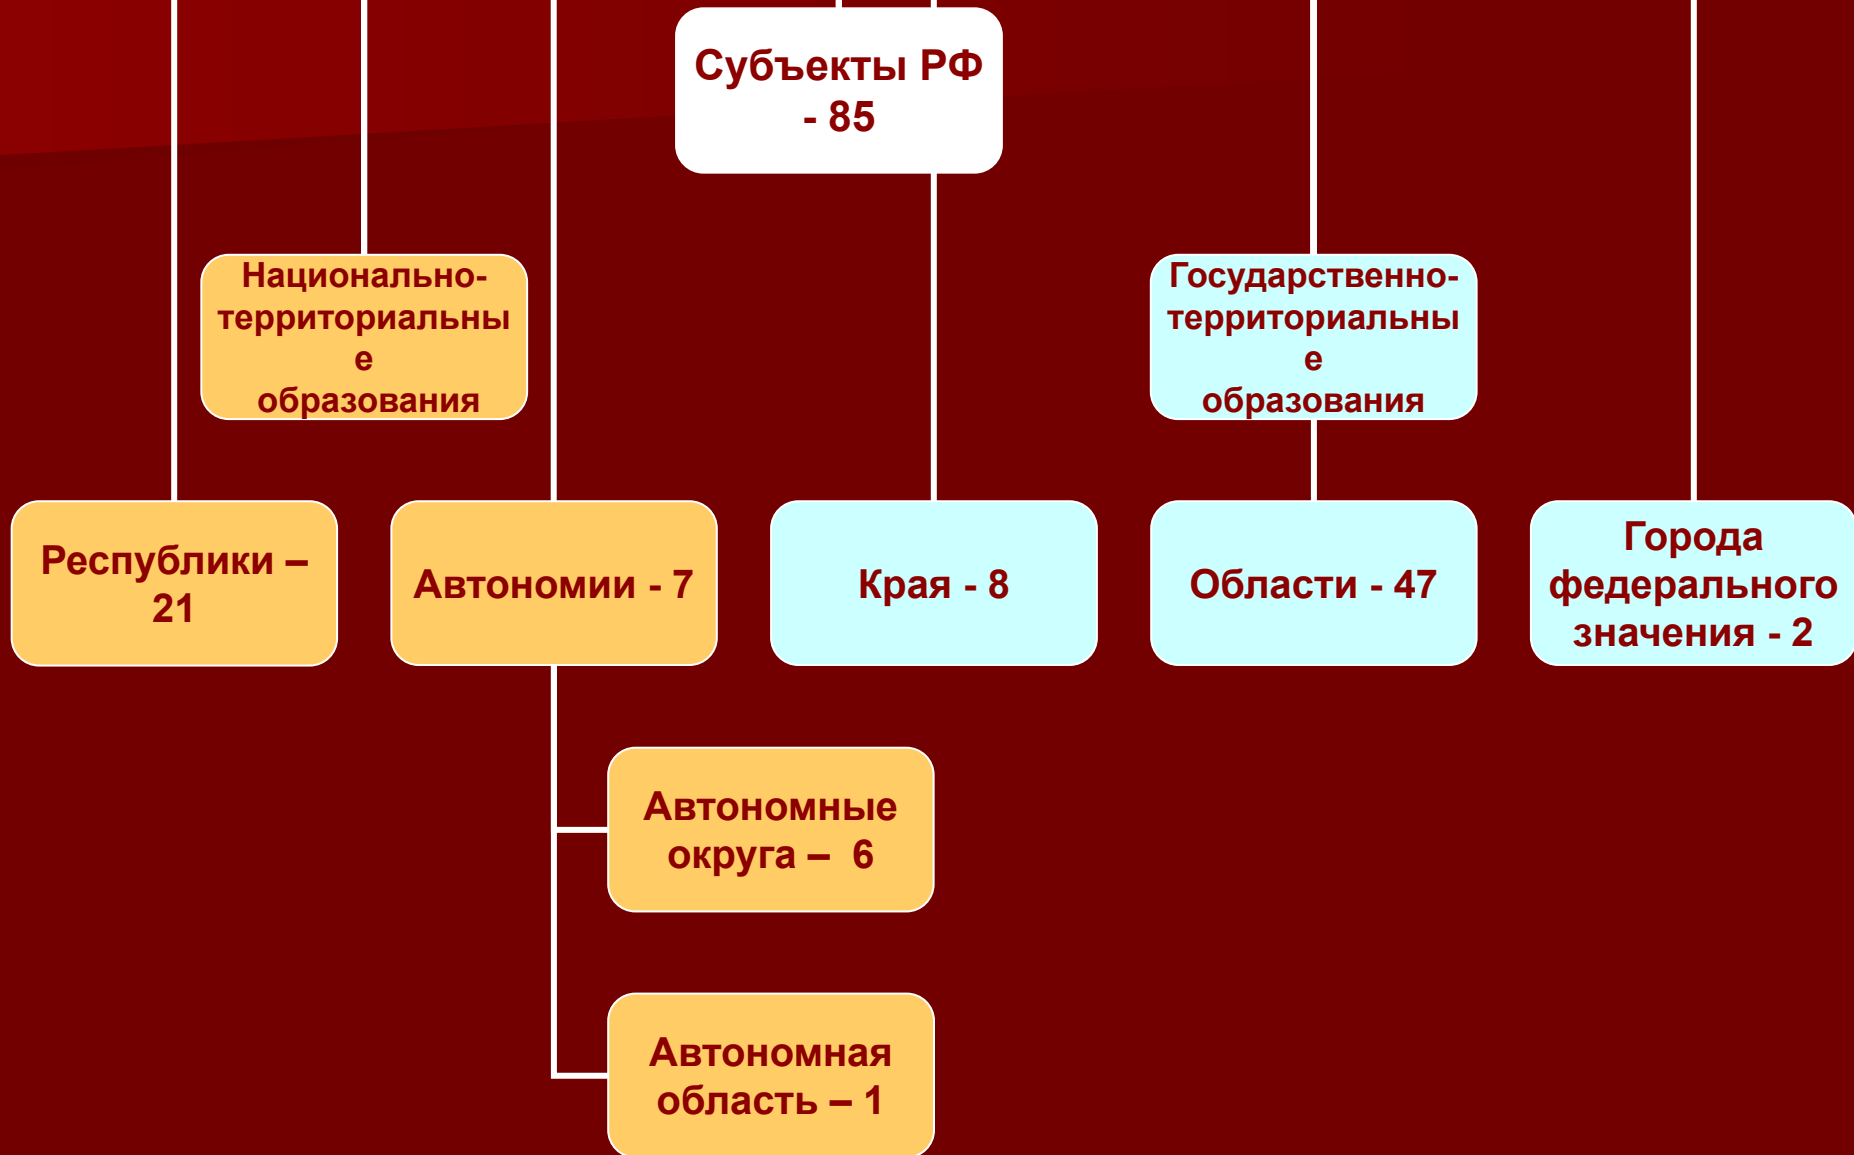 Субъекты РФ
- 85
Национально-
территориальны
е
образования
Государственно-
территориальны
е
образования
Республики –
21
Автономии - 7
Края - 8
Области - 47
Города
федерального
значения - 2
Автономные
округа –  6
Автономная
область – 1